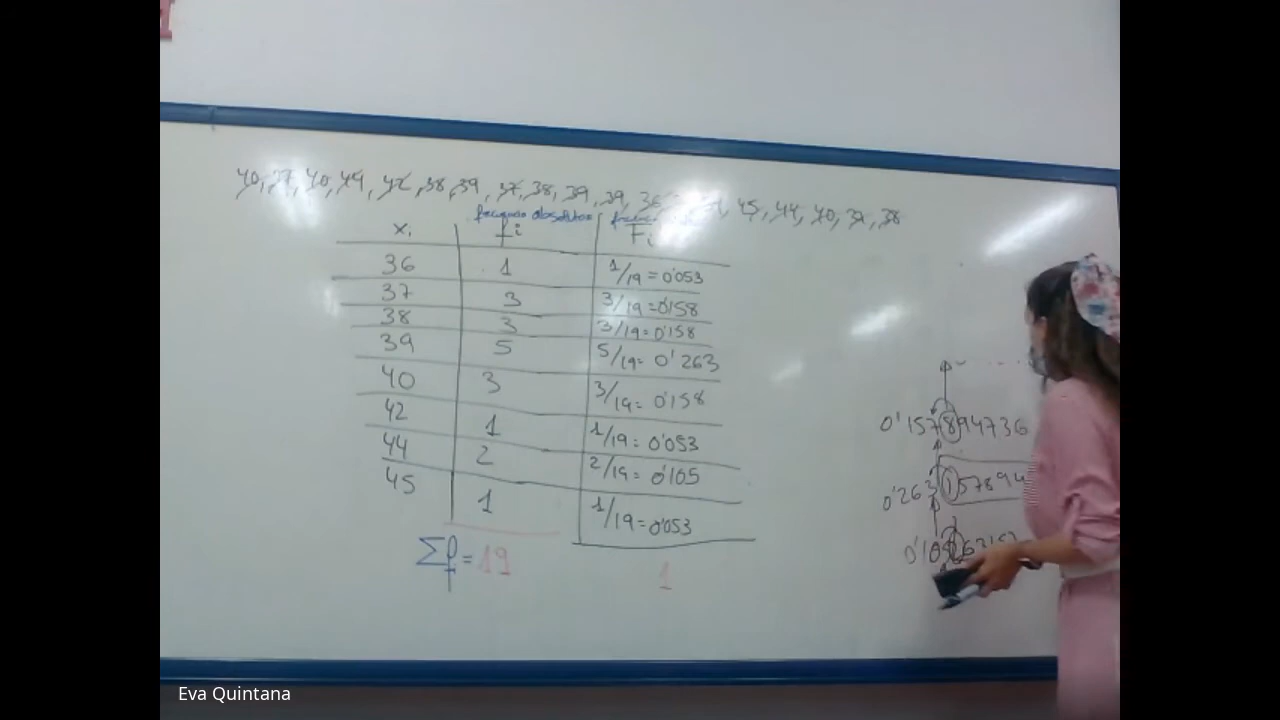 40, 37, 40, 39, 42, 38, 39, 37, 38, 39, 39, 36, 45, 44, 40, 37, 38
frecuencia absoluta
xi fi Fi
36 1 1/19 = 0'053
37 3 3/19 = 0'158
38 3 3/19 = 0'158
39 5 5/19 = 0'263
40 3 3/19 = 0'158
42 1 1/19 = 0'053
44 2 2/19 = 0'105
45 1 1/19 = 0'053
Σf = 19 1
0'157894736
0'26315789
0'105263157
Eva Quintana